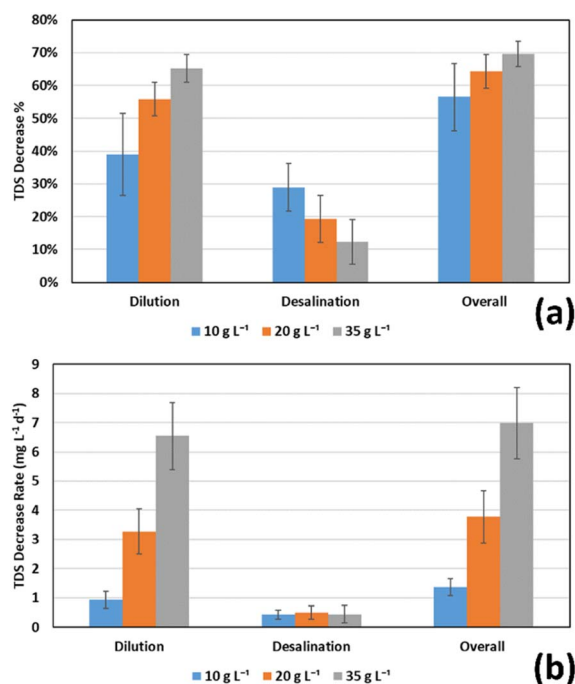 80%
70%
60%
50%
40%
30%
20%
10%
0%
TDS Decrease %
Dilution Desalination Overall
10 g L⁻¹ 20 g L⁻¹ 35 g L⁻¹
(a)
9
8
7
6
5
4
3
2
1
0
TDS Decrease Rate (mg L⁻¹ d⁻¹)
Dilution Desalination Overall
10 g L⁻¹ 20 g L⁻¹ 35 g L⁻¹
(b)